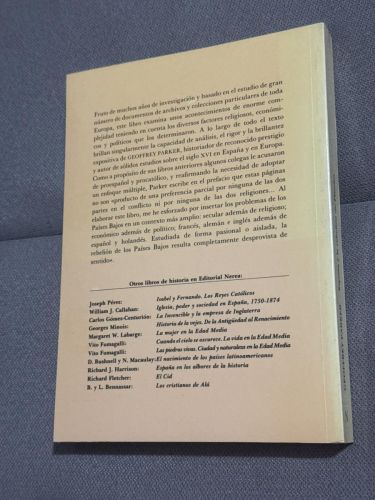 Fruto de muchos años de investigación y basado en el estudio de gran
número de documentos de archivos y colecciones particulares de toda
Europa, este libro examina unos acontecimientos de enorme com-
plejidad teniendo en cuenta los diversos factores religiosos, económi-
cos y políticos que los determinaron. A lo largo de todo el texto
brillan singularmente la capacidad de análisis, el rigor y la brillantez
expositiva de GEOFFREY PARKER, historiador de reconocido prestigio
y autor de sólidos estudios sobre el siglo XVI en España y en Europa.
Como a propósito de sus libros anteriores algunos colegas le acusaron
de proespañol y procatólico, y reafirmando la necesidad de adoptar
un enfoque múltiple, Parker escribe en el prefacio que estas páginas
no son «producto de una preferencia parcial por ninguna de las dos
partes en el conflicto ni por ninguna de las dos religiones... Al
elaborar este libro, me he esforzado por insertar los problemas de los
Países Bajos en un contexto más amplio: secular además de religioso;
económico además de político; francés, alemán e inglés además de
español y holandés. Estudiada de forma pasional o aislada, la
rebelión de los Países Bajos resulta completamente desprovista de
sentido».
Otros libros de historia en Editorial Nerea:
Joseph Pérez: Isabel y Fernando. Los Reyes Católicos
William J. Callahan: Iglesia, poder y sociedad en España, 1750-1874
Carlos Gómez-Centurión: La Invencible y la empresa de Inglaterra
Georges Minois: Historia de la vejez. De la Antigüedad al Renacimiento
Margaret W. Labarge: La mujer en la Edad Media
Vito Fumagalli: Cuando el cielo se oscurece. La vida en la Edad Media
Vito Fumagalli: Las piedras vivas. Ciudad y naturaleza en la Edad Media
D. Bushnell y N. Macaulay: El nacimiento de los países latinoamericanos
Richard J. Harrison: España en los albores de la historia
Richard Fletcher: El Cid
B. y L. Bennassar: Los cristianos de Alá